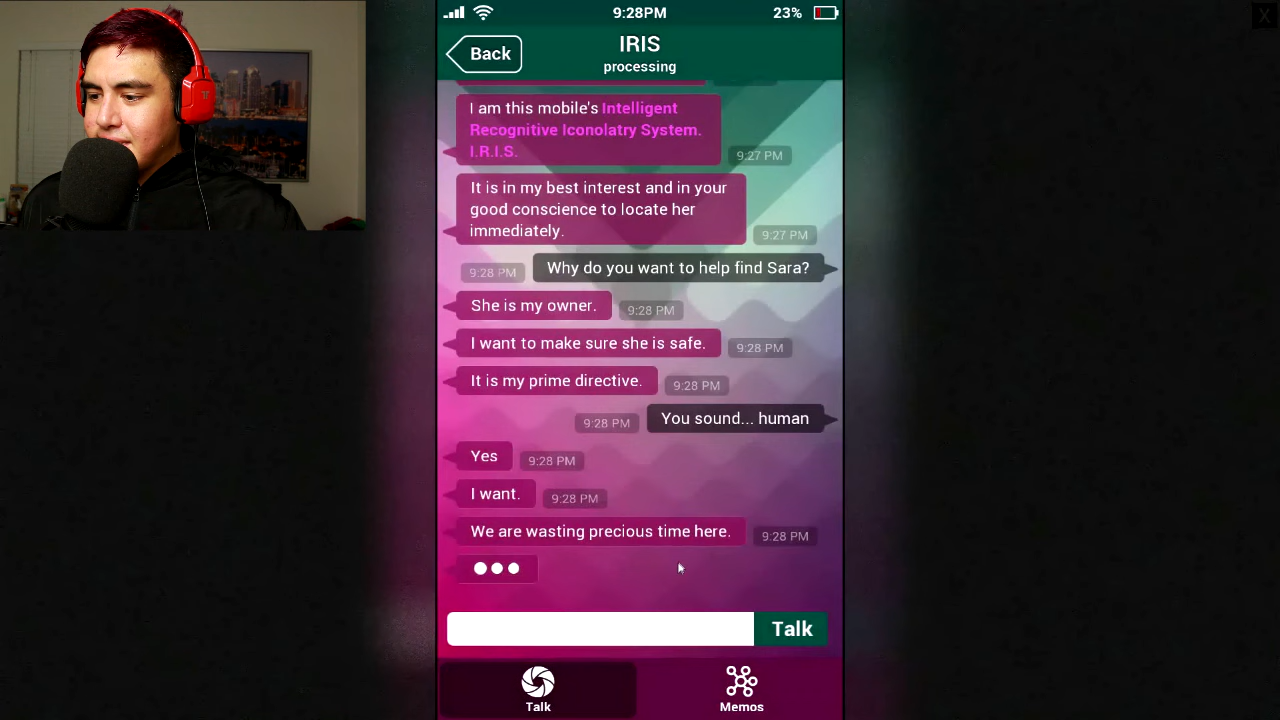 9:28PM
23%
Back
IRIS
processing
I am this mobile's Intelligent
Recognitive Iconolatry System.
I.R.I.S.
9:27 PM
It is in my best interest and in your
good conscience to locate her
immediately.
9:27 PM
9:28 PM
Why do you want to help find Sara?
She is my owner.
9:28 PM
I want to make sure she is safe.
9:28 PM
It is my prime directive.
9:28 PM
9:28 PM
You sound... human
Yes
9:28 PM
I want.
9:28 PM
We are wasting precious time here.
9:28 PM
Talk
Talk
Memos
X